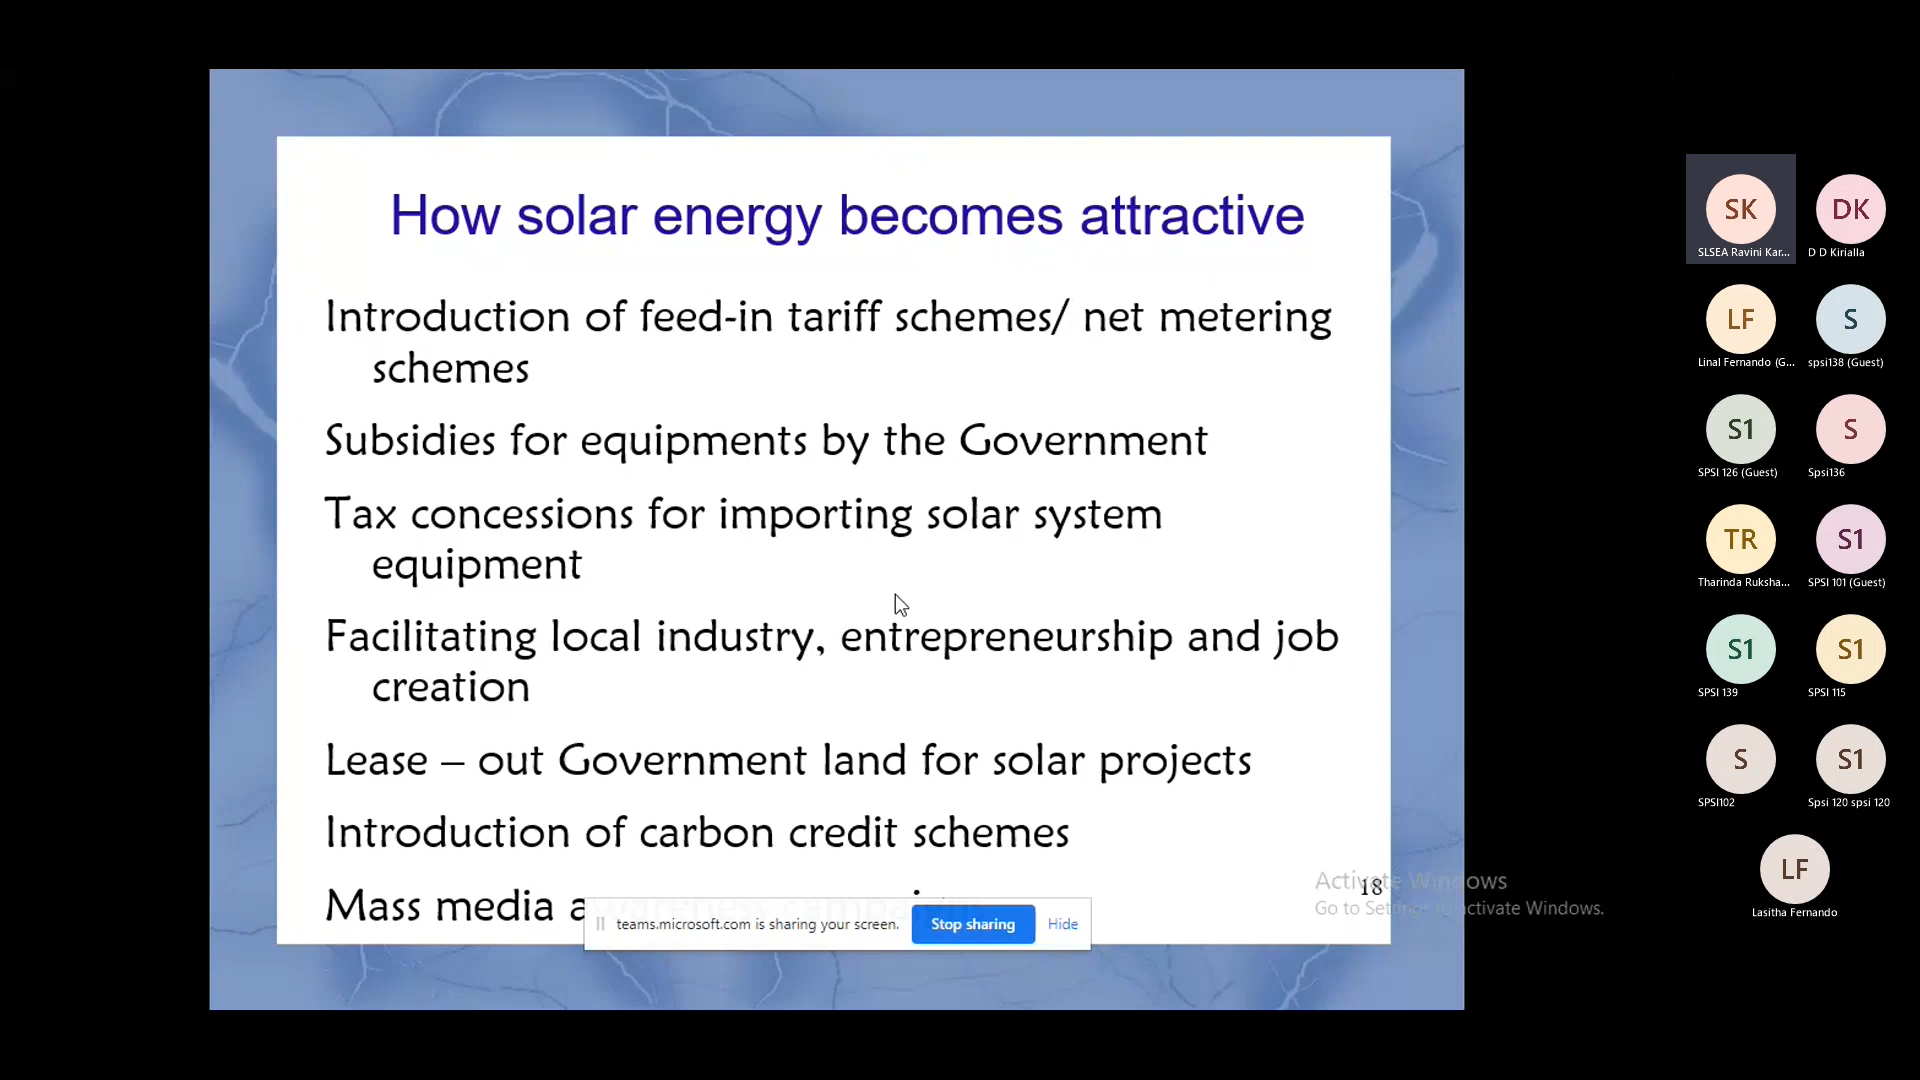 How solar energy becomes attractive
Introduction of feed-in tariff schemes/ net metering
schemes
Subsidies for equipments by the Government
Tax concessions for importing solar system
equipment
Facilitating local industry, entrepreneurship and job
creation
Lease – out Government land for solar projects
Introduction of carbon credit schemes
Mass media awareness
18
teams.microsoft.com is sharing your screen.
Stop sharing
Hide
Activate Windows
Go to Settings to activate Windows.
SK
SLSEA Ravini Kar...
DK
D D Kirialla
LF
Linal Fernando (G...
S
spsi138 (Guest)
S1
SPSI 126 (Guest)
S
Spsi136
TR
Tharinda Ruksha...
S1
SPSI 101 (Guest)
S1
SPSI 139
S1
SPSI 115
S
SPSI102
S1
Spsi 120 spsi 120
LF
Lasitha Fernando